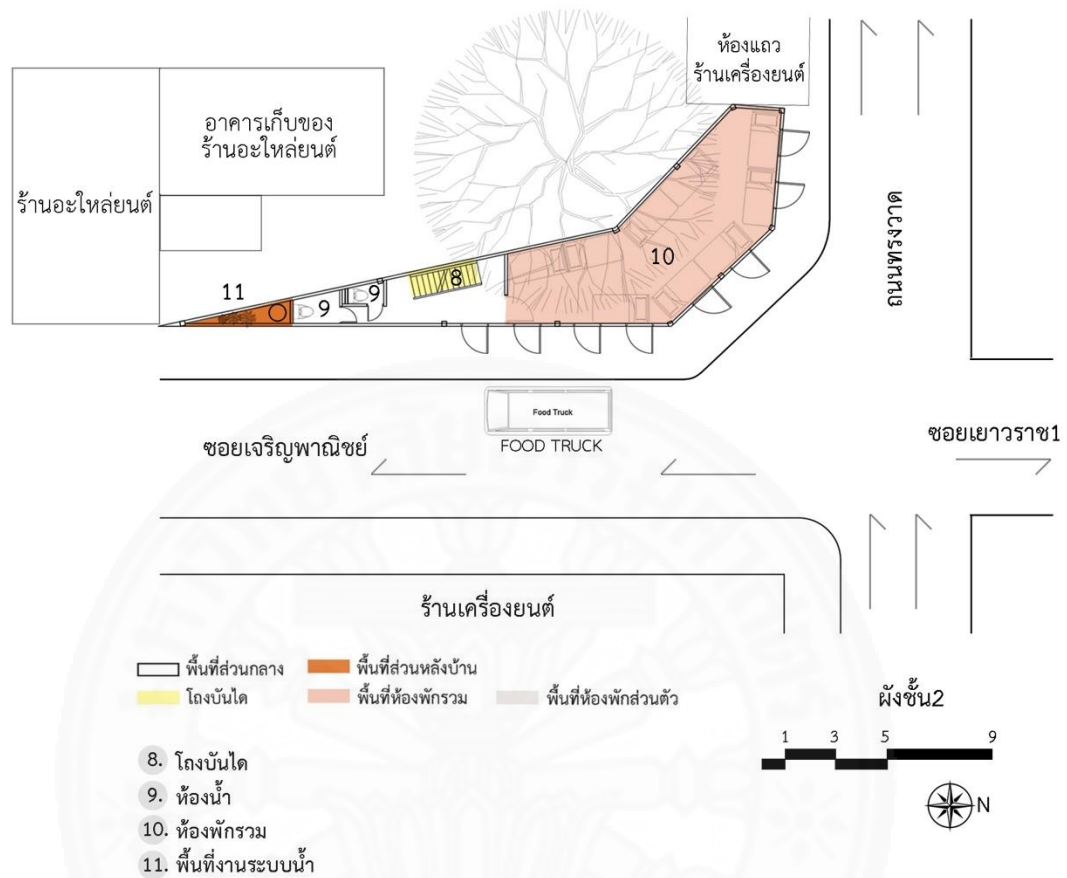 ห้องแถว
ร้านเครื่องยนต์
อาคารเก็บของ
ร้านอะใหล่ยนต์
ร้านอะใหล่ยนต์
ถนนทรงวาด
10
8
11
9
9
Food Truck
FOOD TRUCK
ซอยเจริญพาณิชย์
ซอยเยาวราช1
ร้านเครื่องยนต์
พื้นที่ส่วนกลาง
พื้นที่ส่วนหลังบ้าน
โถงบันได
พื้นที่ห้องพักรวม
พื้นที่ห้องพักส่วนตัว
ผังชั้น2
1 3 5 9
N
8. โถงบันได
9. ห้องน้ำ
10. ห้องพักรวม
11. พื้นที่งานระบบน้ำ